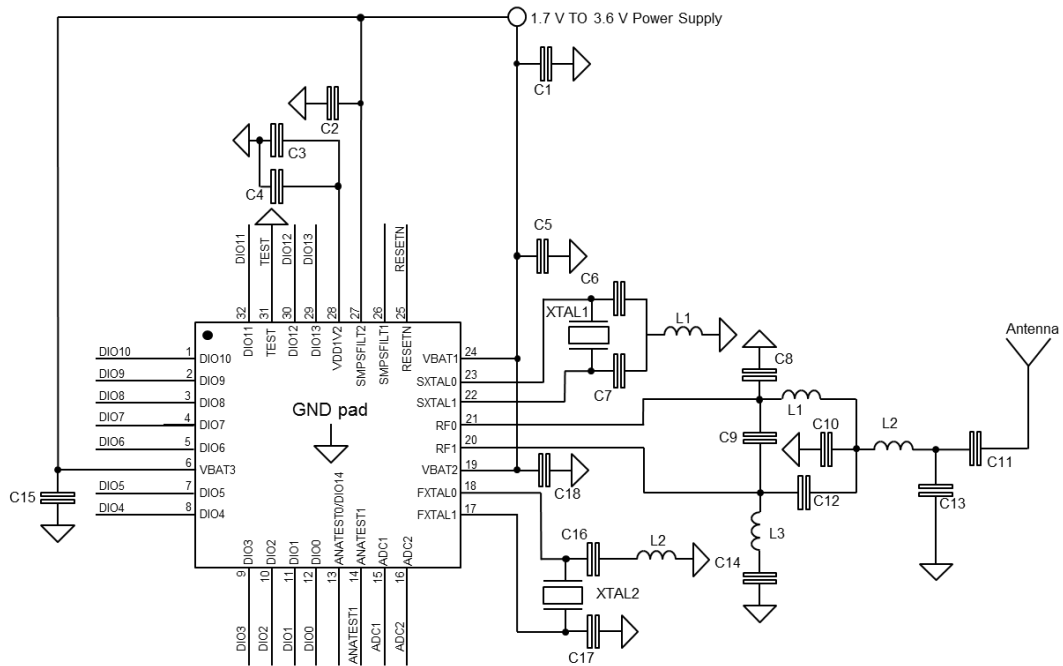 1.7 V TO 3.6 V Power Supply
C1
C2
C3
C4
C5
C6
DIO11
TEST
DIO12
DIO13
RESETN
XTAL1
L1
32
31
30
29
28
27
26
25
DIO11
TEST
DIO12
DIO13
VDD1V2
SMPSFILT2
SMPSFILT1
RESETN
Antenna
C7
C8
DIO10 1 DIO10
DIO9 2 DIO9
DIO8 3 DIO8
DIO7 4 DIO7
DIO6 5 DIO6
6 VBAT3
DIO5 7 DIO5
DIO4 8 DIO4
GND pad
VBAT1 24
SXTAL0 23
SXTAL1 22
RF0 21
RF1 20
VBAT2 19
FXTAL0 18
FXTAL1 17
L1
C9
C10
L2
C11
C12
C13
C15
C18
L3
C14
C16
L2
XTAL2
C17
DIO3
DIO2
DIO1
DIO0
ANATEST0/DIO14
ANATEST1
ADC1
ADC2
9
10
11
12
13
14
15
16
DIO3
DIO2
DIO1
DIO0
ANATEST1
ADC1
ADC2